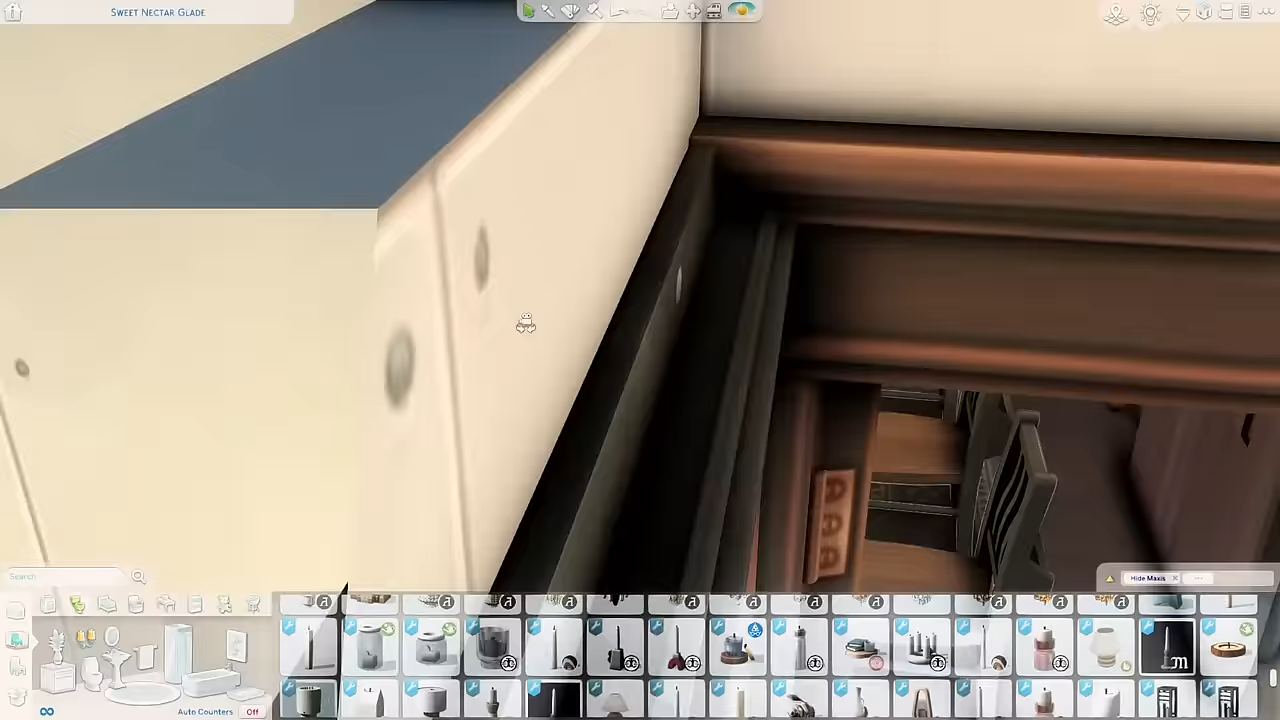 SWEET NECTAR GLADE
Search
Hide Maxis
Auto Counters
Off